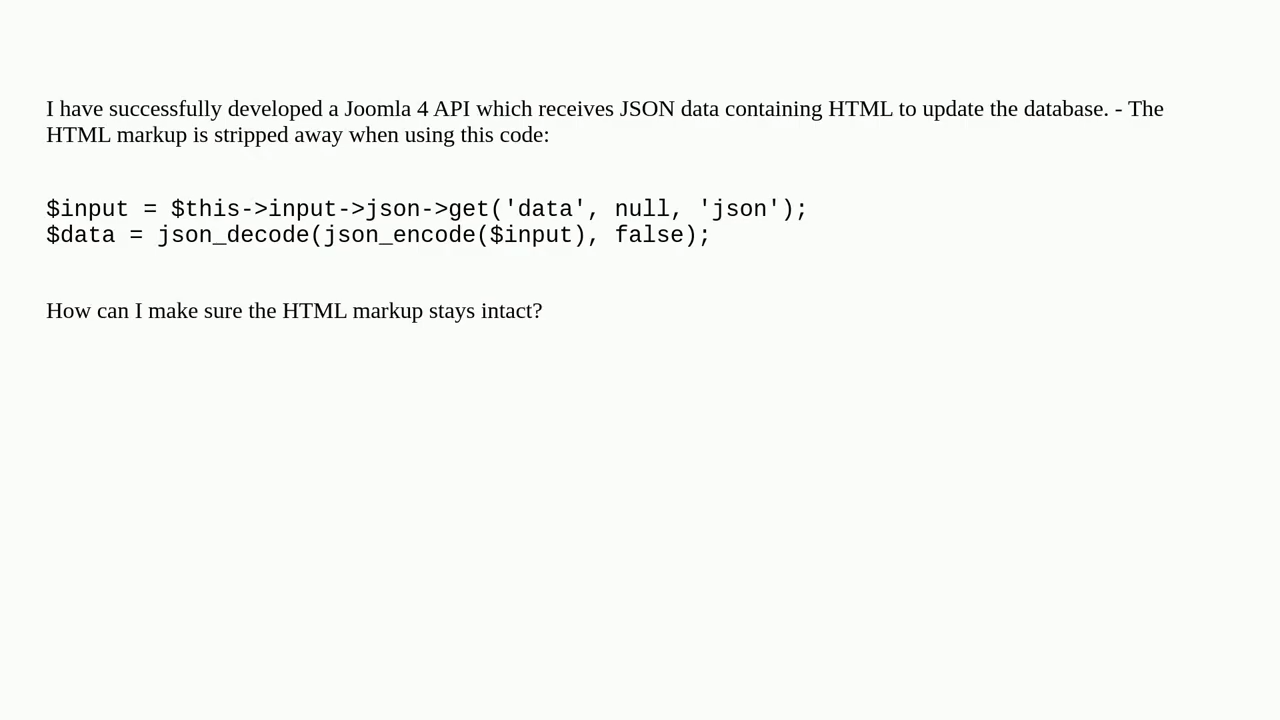 I have successfully developed a Joomla 4 API which receives JSON data containing HTML to update the database. - The
HTML markup is stripped away when using this code:
$input = $this->input->json->get('data', null, 'json');
$data = json_decode(json_encode($input), false);
How can I make sure the HTML markup stays intact?